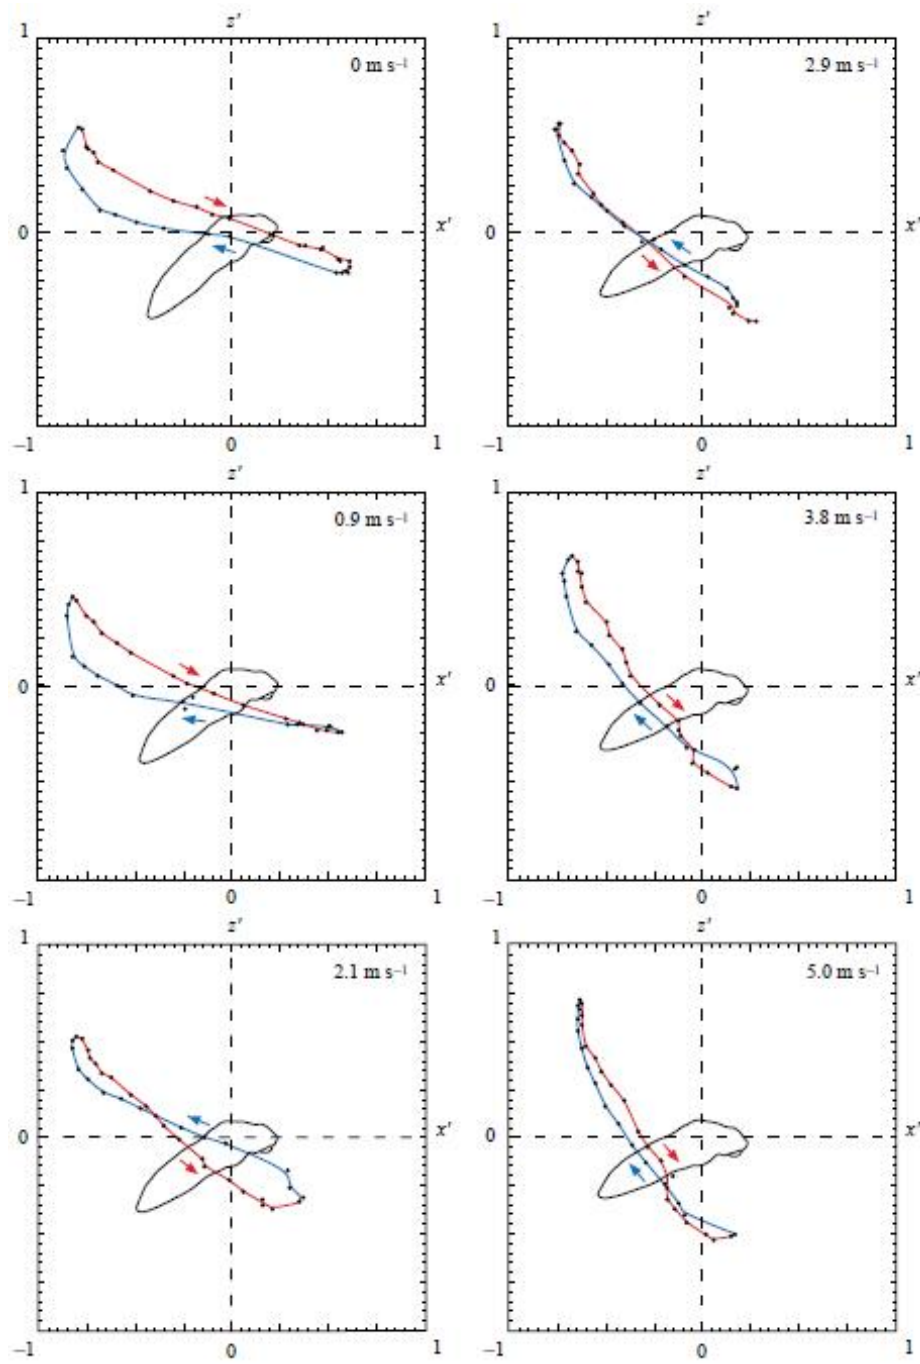 z′ z′
1 1
0 m s⁻¹ 2.9 m s⁻¹
0 x′ 0 x′
−1 0 1 −1 0 1
z′ z′
1 1
0.9 m s⁻¹ 3.8 m s⁻¹
0 x′ 0 x′
−1 0 1 −1 0 1
z′ z′
1 1
2.1 m s⁻¹ 5.0 m s⁻¹
0 x′ 0 x′
−1 0 1 −1 0 1